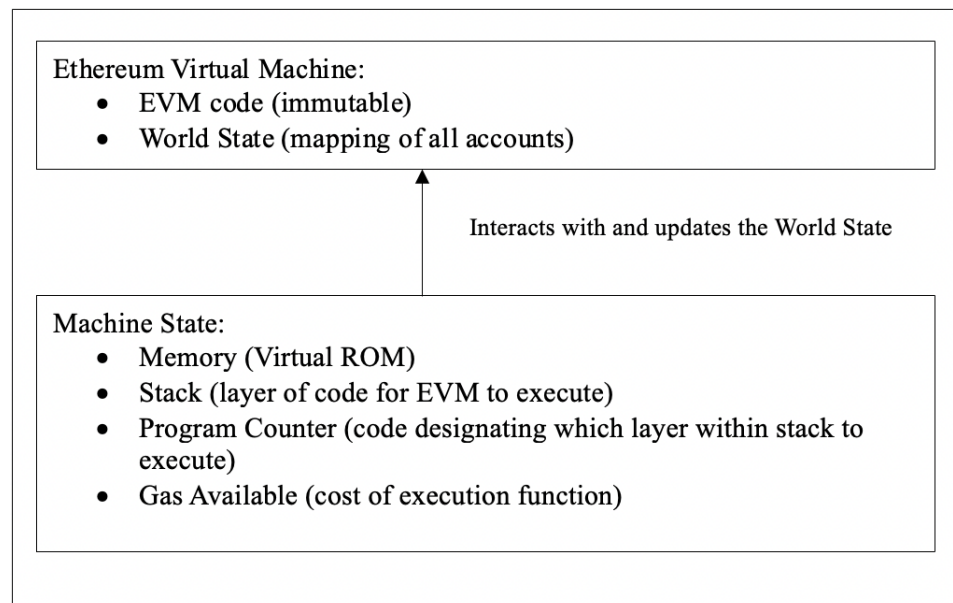 Ethereum Virtual Machine:
• EVM code (immutable)
• World State (mapping of all accounts)
Interacts with and updates the World State
Machine State:
• Memory (Virtual ROM)
• Stack (layer of code for EVM to execute)
• Program Counter (code designating which layer within stack to
execute)
• Gas Available (cost of execution function)